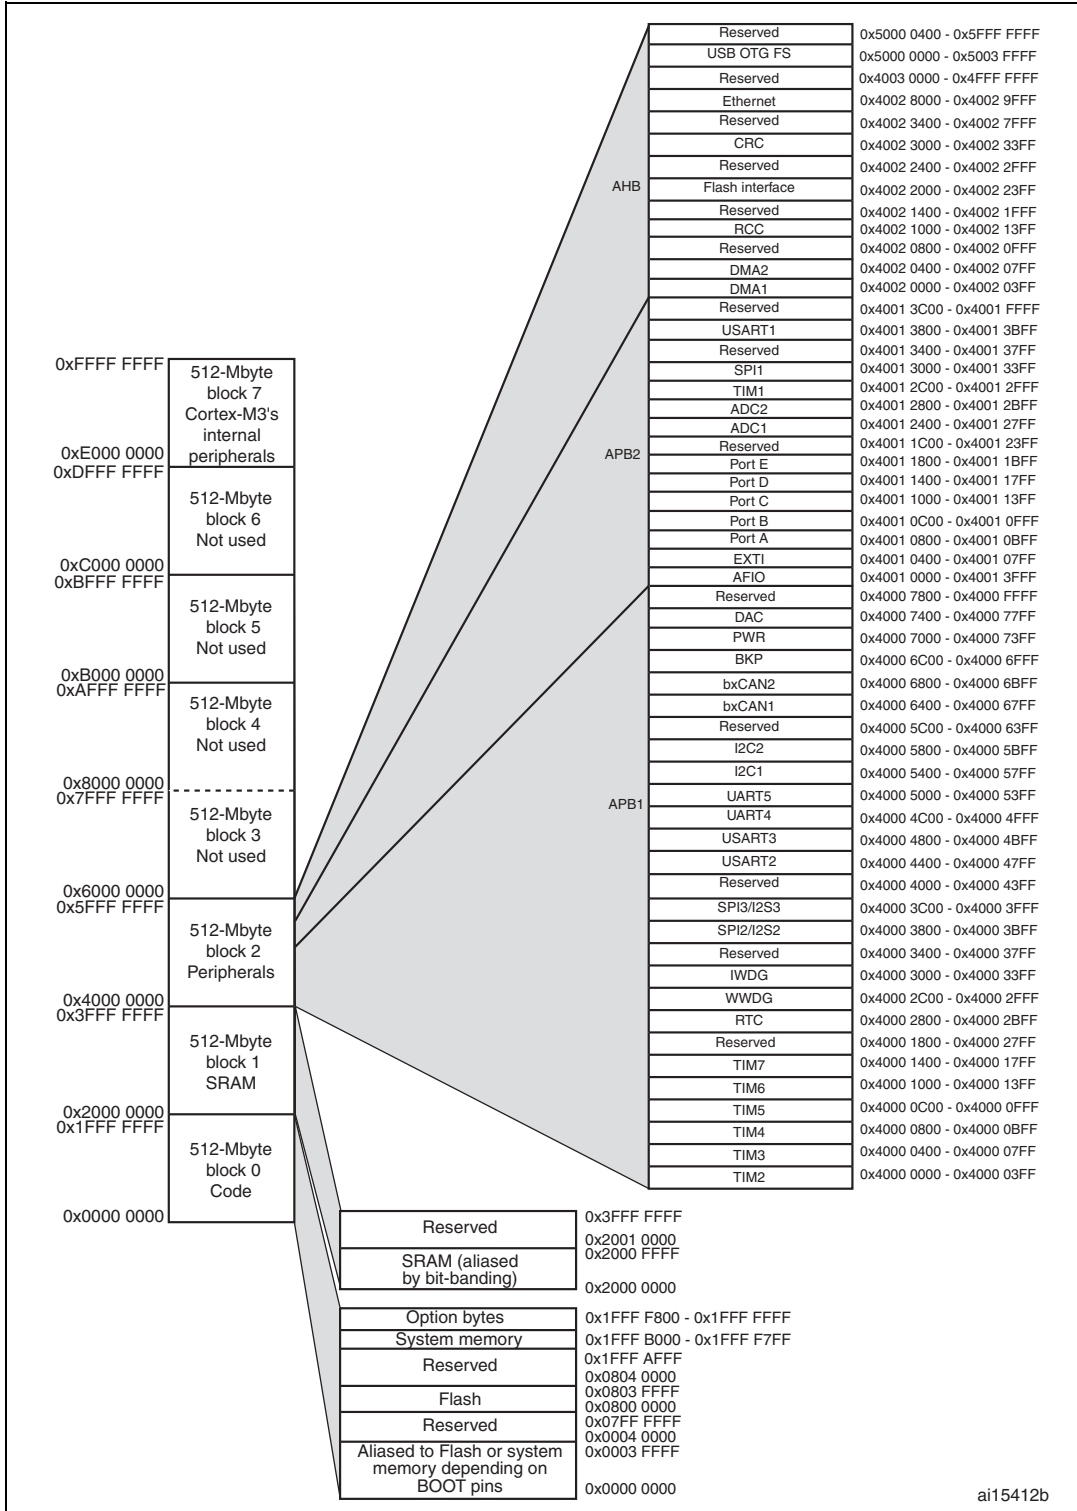 Reserved 0x5000 0400 - 0x5FFF FFFF
USB OTG FS 0x5000 0000 - 0x5003 FFFF
Reserved 0x4003 0000 - 0x4FFF FFFF
Ethernet 0x4002 8000 - 0x4002 9FFF
Reserved 0x4002 3400 - 0x4002 7FFF
CRC 0x4002 3000 - 0x4002 33FF
Reserved 0x4002 2400 - 0x4002 2FFF
AHB
Flash interface 0x4002 2000 - 0x4002 23FF
Reserved 0x4002 1400 - 0x4002 1FFF
RCC 0x4002 1000 - 0x4002 13FF
Reserved 0x4002 0800 - 0x4002 0FFF
DMA2 0x4002 0400 - 0x4002 07FF
DMA1 0x4002 0000 - 0x4002 03FF
Reserved 0x4001 3C00 - 0x4001 FFFF
USART1 0x4001 3800 - 0x4001 3BFF
Reserved 0x4001 3400 - 0x4001 37FF
SPI1 0x4001 3000 - 0x4001 33FF
TIM1 0x4001 2C00 - 0x4001 2FFF
ADC2 0x4001 2800 - 0x4001 2BFF
ADC1 0x4001 2400 - 0x4001 27FF
Reserved 0x4001 1C00 - 0x4001 23FF
APB2
Port E 0x4001 1800 - 0x4001 1BFF
Port D 0x4001 1400 - 0x4001 17FF
Port C 0x4001 1000 - 0x4001 13FF
Port B 0x4001 0C00 - 0x4001 0FFF
Port A 0x4001 0800 - 0x4001 0BFF
EXTI 0x4001 0400 - 0x4001 07FF
AFIO 0x4001 0000 - 0x4001 3FFF
Reserved 0x4000 7800 - 0x4000 FFFF
DAC 0x4000 7400 - 0x4000 77FF
PWR 0x4000 7000 - 0x4000 73FF
BKP 0x4000 6C00 - 0x4000 6FFF
bxCAN2 0x4000 6800 - 0x4000 6BFF
bxCAN1 0x4000 6400 - 0x4000 67FF
Reserved 0x4000 5C00 - 0x4000 63FF
I2C2 0x4000 5800 - 0x4000 5BFF
I2C1 0x4000 5400 - 0x4000 57FF
APB1
UART5 0x4000 5000 - 0x4000 53FF
UART4 0x4000 4C00 - 0x4000 4FFF
USART3 0x4000 4800 - 0x4000 4BFF
USART2 0x4000 4400 - 0x4000 47FF
Reserved 0x4000 4000 - 0x4000 43FF
SPI3/I2S3 0x4000 3C00 - 0x4000 3FFF
SPI2/I2S2 0x4000 3800 - 0x4000 3BFF
Reserved 0x4000 3400 - 0x4000 37FF
IWDG 0x4000 3000 - 0x4000 33FF
WWDG 0x4000 2C00 - 0x4000 2FFF
RTC 0x4000 2800 - 0x4000 2BFF
Reserved 0x4000 1800 - 0x4000 27FF
TIM7 0x4000 1400 - 0x4000 17FF
TIM6 0x4000 1000 - 0x4000 13FF
TIM5 0x4000 0C00 - 0x4000 0FFF
TIM4 0x4000 0800 - 0x4000 0BFF
TIM3 0x4000 0400 - 0x4000 07FF
TIM2 0x4000 0000 - 0x4000 03FF
0xFFFF FFFF
512-Mbyte
block 7
Cortex-M3's
internal
peripherals
0xE000 0000
0xDFFF FFFF
512-Mbyte
block 6
Not used
0xC000 0000
0xBFFF FFFF
512-Mbyte
block 5
Not used
0xB000 0000
0xAFFF FFFF
512-Mbyte
block 4
Not used
0x8000 0000
0x7FFF FFFF
512-Mbyte
block 3
Not used
0x6000 0000
0x5FFF FFFF
512-Mbyte
block 2
Peripherals
0x4000 0000
0x3FFF FFFF
512-Mbyte
block 1
SRAM
0x2000 0000
0x1FFF FFFF
512-Mbyte
block 0
Code
0x0000 0000
0x3FFF FFFF
Reserved
0x2001 0000
0x2000 FFFF
SRAM (aliased
by bit-banding)
0x2000 0000
Option bytes 0x1FFF F800 - 0x1FFF FFFF
System memory 0x1FFF B000 - 0x1FFF F7FF
0x1FFF AFFF
Reserved
0x0804 0000
0x0803 FFFF
Flash
0x0800 0000
0x07FF FFFF
Reserved
0x0004 0000
0x0003 FFFF
Aliased to Flash or system
memory depending on
BOOT pins
0x0000 0000
ai15412b